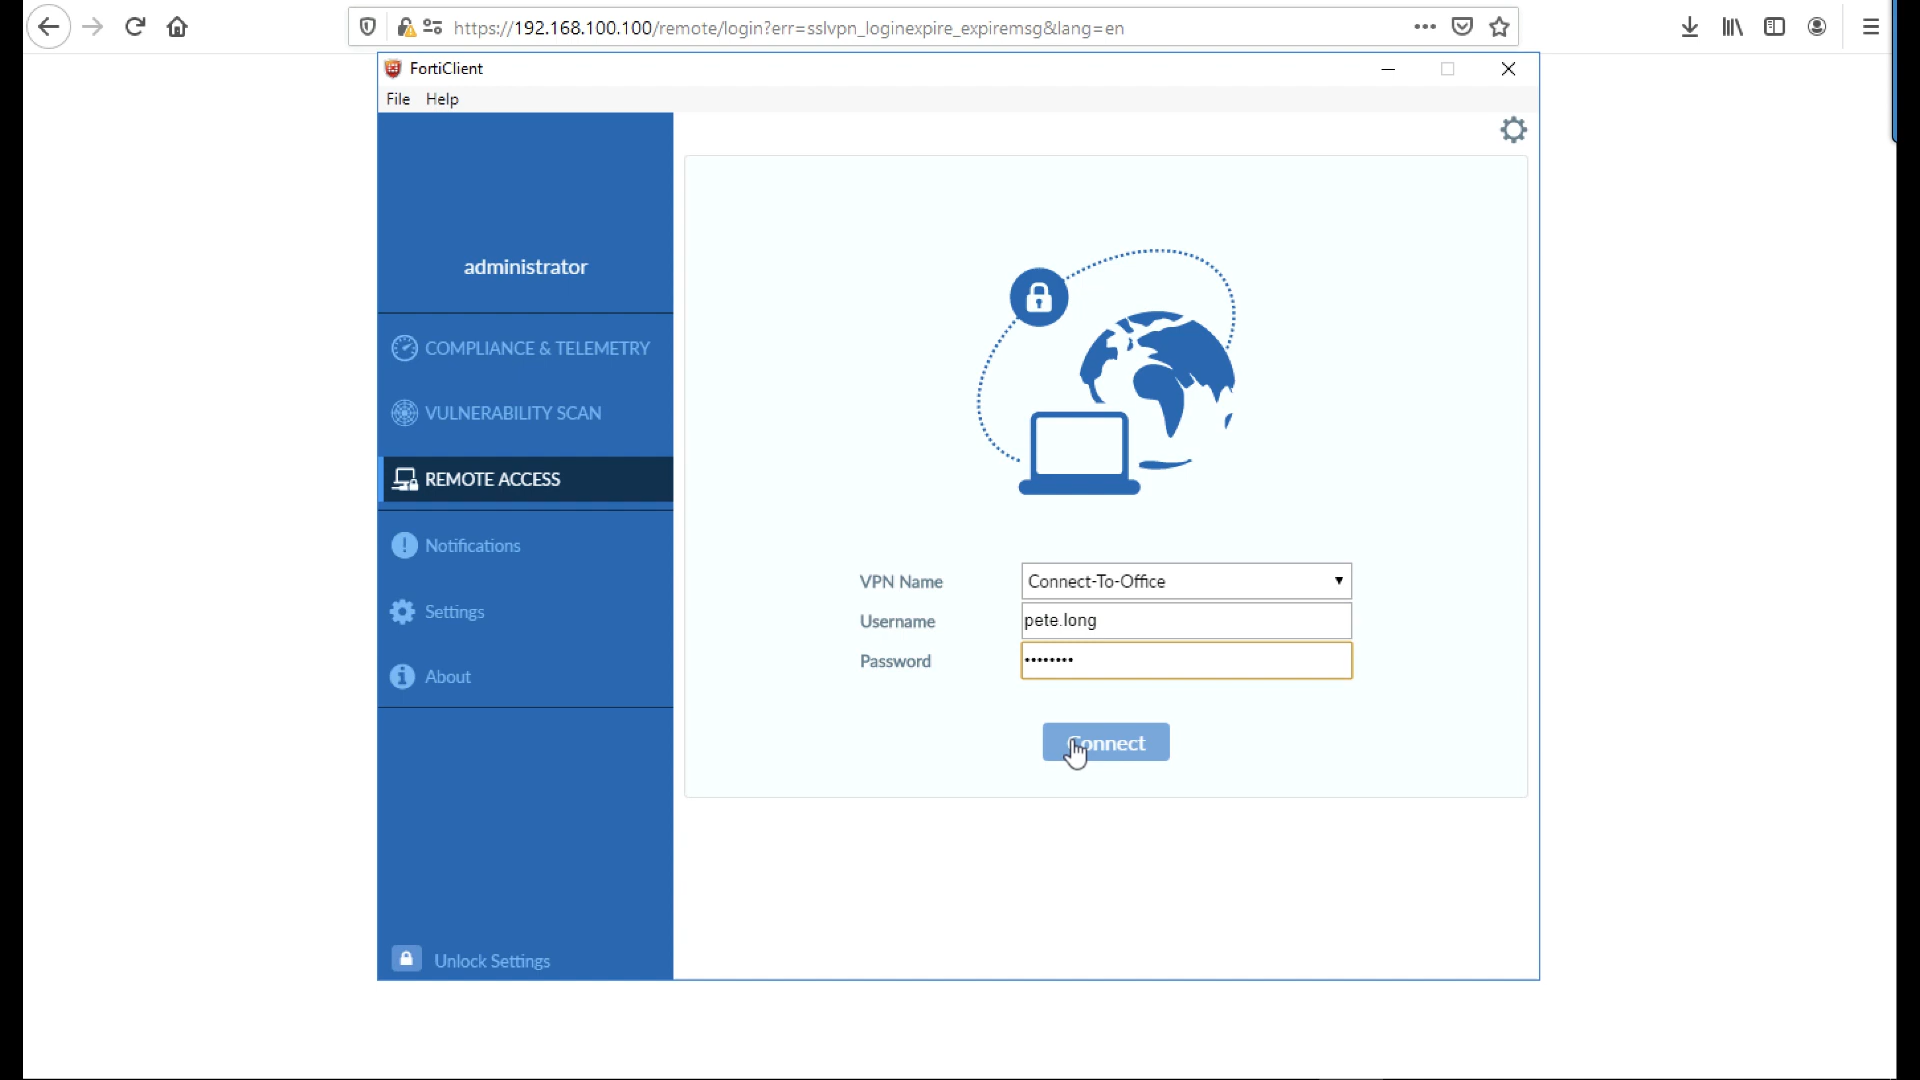 https://192.168.100.100/remote/login?err=sslvpn_loginexpire_expiremsg&lang=en
FortiClient
File Help
administrator
COMPLIANCE & TELEMETRY
VULNERABILITY SCAN
REMOTE ACCESS
Notifications
Settings
About
Unlock Settings
VPN Name Connect-To-Office
Username pete.long
Password ••••••••
Connect